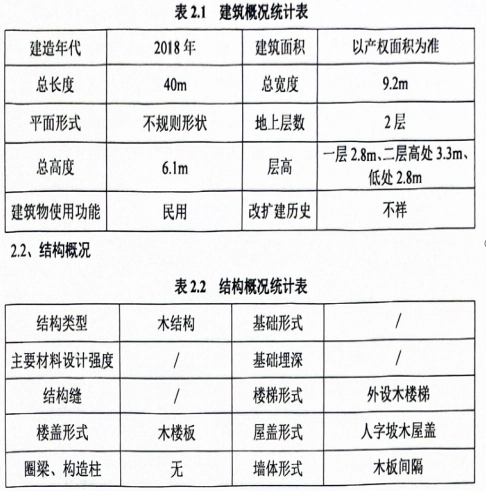 表 2.1 建筑概况统计表
建造年代 2018 年 建筑面积 以产权面积为准
总长度 40m 总宽度 9.2m
平面形式 不规则形状 地上层数 2 层
总高度 6.1m 层高 一层 2.8m、二层高处 3.3m、
低处 2.8m
建筑物使用功能 民用 改扩建历史 不祥
2.2、结构概况
表 2.2 结构概况统计表
结构类型 木结构 基础形式 /
主要材料设计强度 / 基础埋深 /
结构缝 / 楼梯形式 外设木楼梯
楼盖形式 木楼板 屋盖形式 人字坡木屋盖
圈梁、构造柱 无 墙体形式 木板间隔